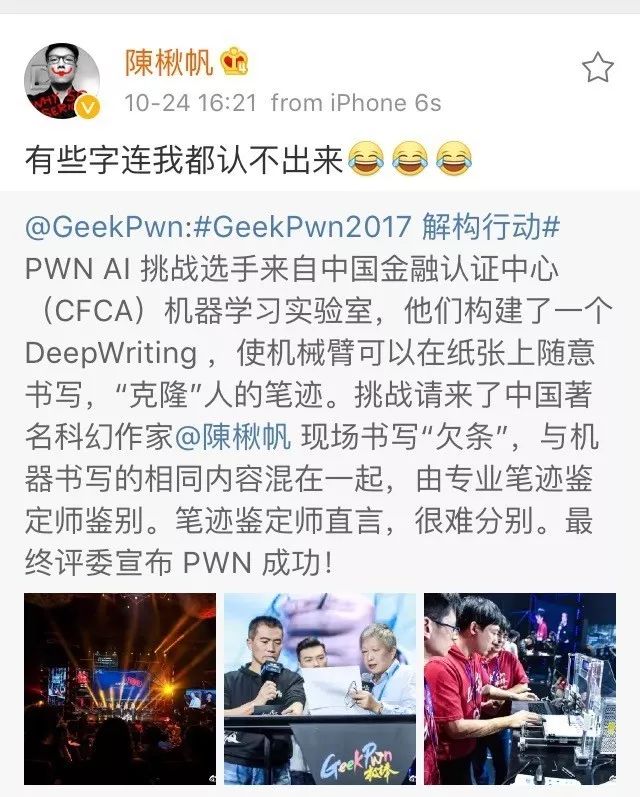 陳楸帆
10-24 16:21 from iPhone 6s
有些字连我都认不出来😂😂😂
@GeekPwn:#GeekPwn2017 解构行动#
PWN AI 挑战选手来自中国金融认证中心
（CFCA）机器学习实验室，他们构建了一个
DeepWriting ，使机械臂可以在纸张上随意
书写，“克隆”人的笔迹。挑战请来了中国著
名科幻作家@陳楸帆 现场书写“欠条”，与机
器书写的相同内容混在一起，由专业笔迹鉴
定师鉴别。笔迹鉴定师直言，很难分别。最
终评委宣布 PWN 成功！
GeekPwn